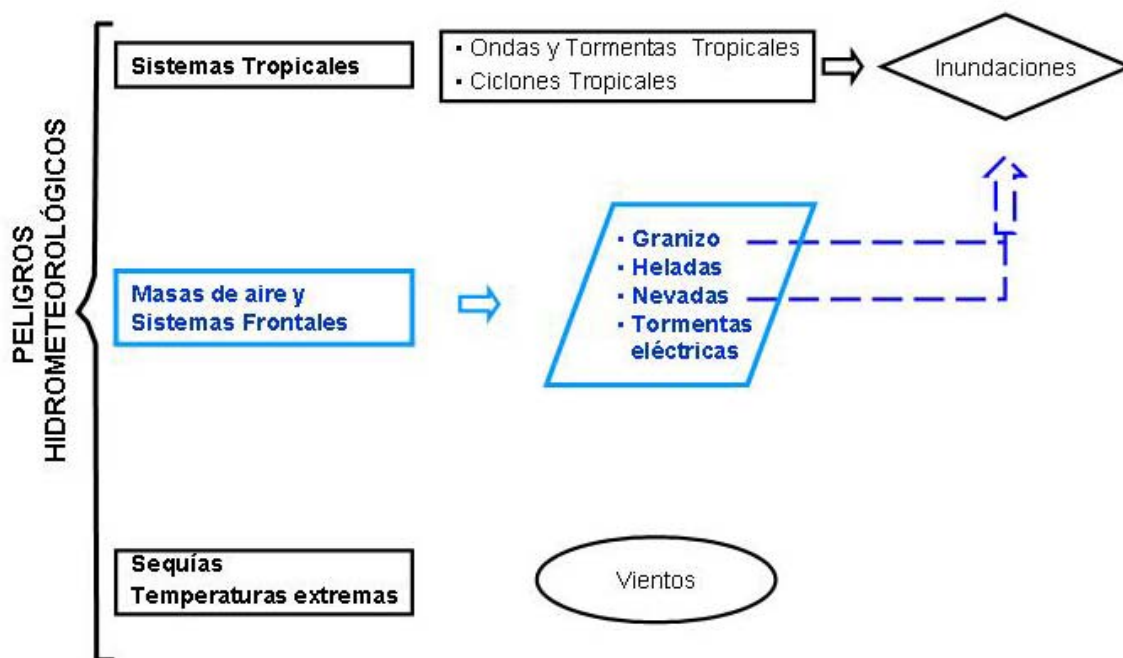 PELIGROS
HIDROMETEOROLÓGICOS
Sistemas Tropicales
▪ Ondas y Tormentas Tropicales
▪ Ciclones Tropicales
Inundaciones
Masas de aire y
Sistemas Frontales
▪ Granizo
▪ Heladas
▪ Nevadas
▪ Tormentas
eléctricas
Sequías
Temperaturas extremas
Vientos